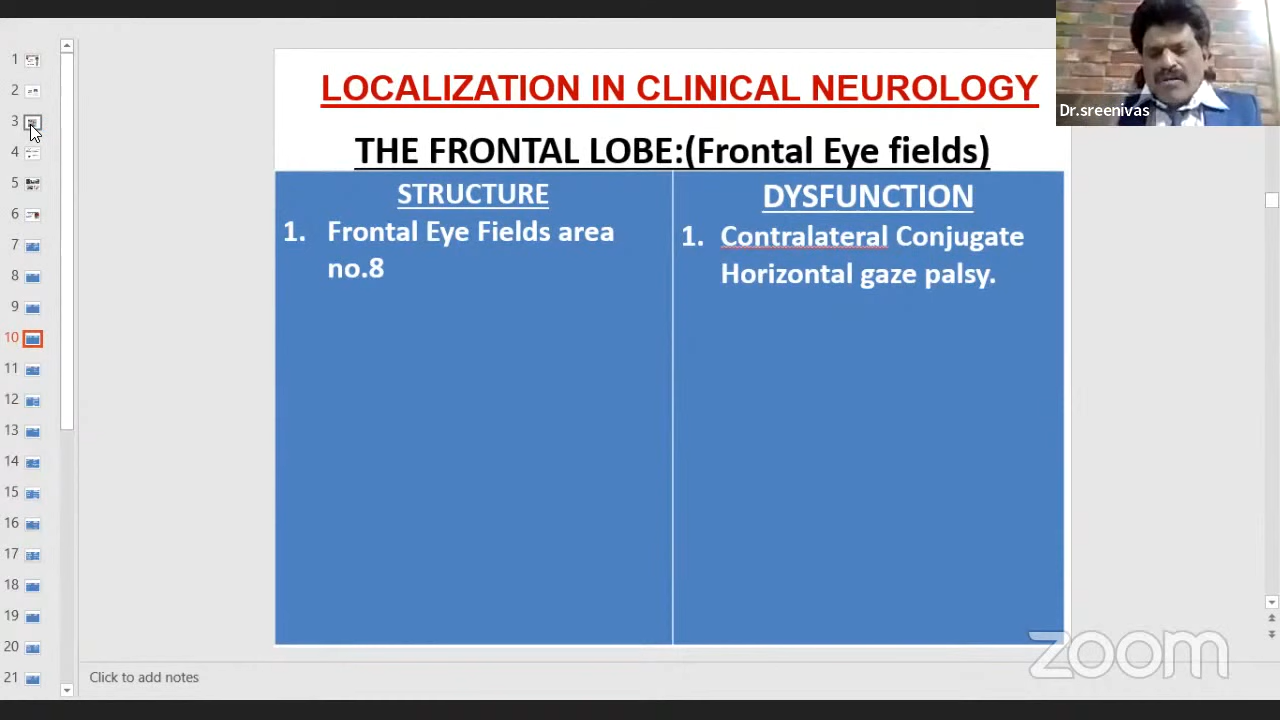 LOCALIZATION IN CLINICAL NEUROLOGY
THE FRONTAL LOBE:(Frontal Eye fields)
STRUCTURE
1. Frontal Eye Fields area
no.8
DYSFUNCTION
1. Contralateral Conjugate
Horizontal gaze palsy.
Dr.sreenivas
1
2
3
4
5
6
7
8
9
10
11
12
13
14
15
16
17
18
19
20
21
Click to add notes
zoom